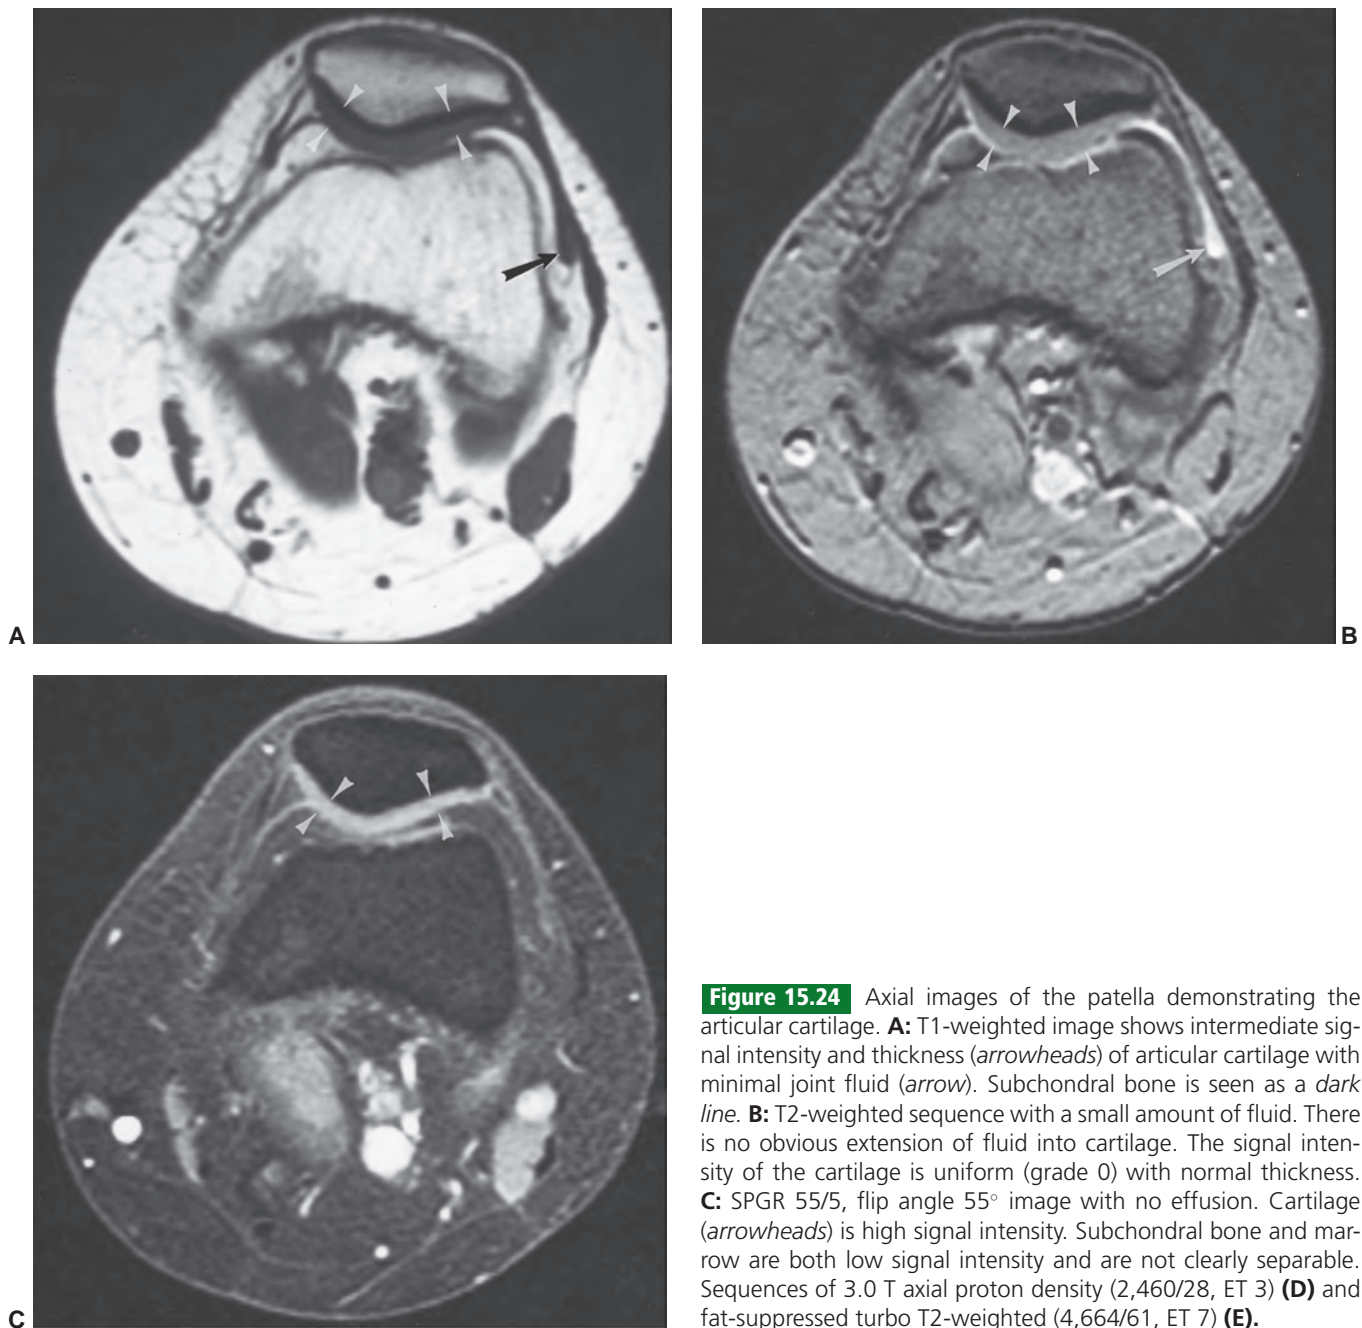 A
B
C
Figure 15.24 Axial images of the patella demonstrating the
articular cartilage. A: T1-weighted image shows intermediate sig-
nal intensity and thickness (arrowheads) of articular cartilage with
minimal joint fluid (arrow). Subchondral bone is seen as a dark
line. B: T2-weighted sequence with a small amount of fluid. There
is no obvious extension of fluid into cartilage. The signal inten-
sity of the cartilage is uniform (grade 0) with normal thickness.
C: SPGR 55/5, flip angle 55° image with no effusion. Cartilage
(arrowheads) is high signal intensity. Subchondral bone and mar-
row are both low signal intensity and are not clearly separable.
Sequences of 3.0 T axial proton density (2,460/28, ET 3) (D) and
fat-suppressed turbo T2-weighted (4,664/61, ET 7) (E).